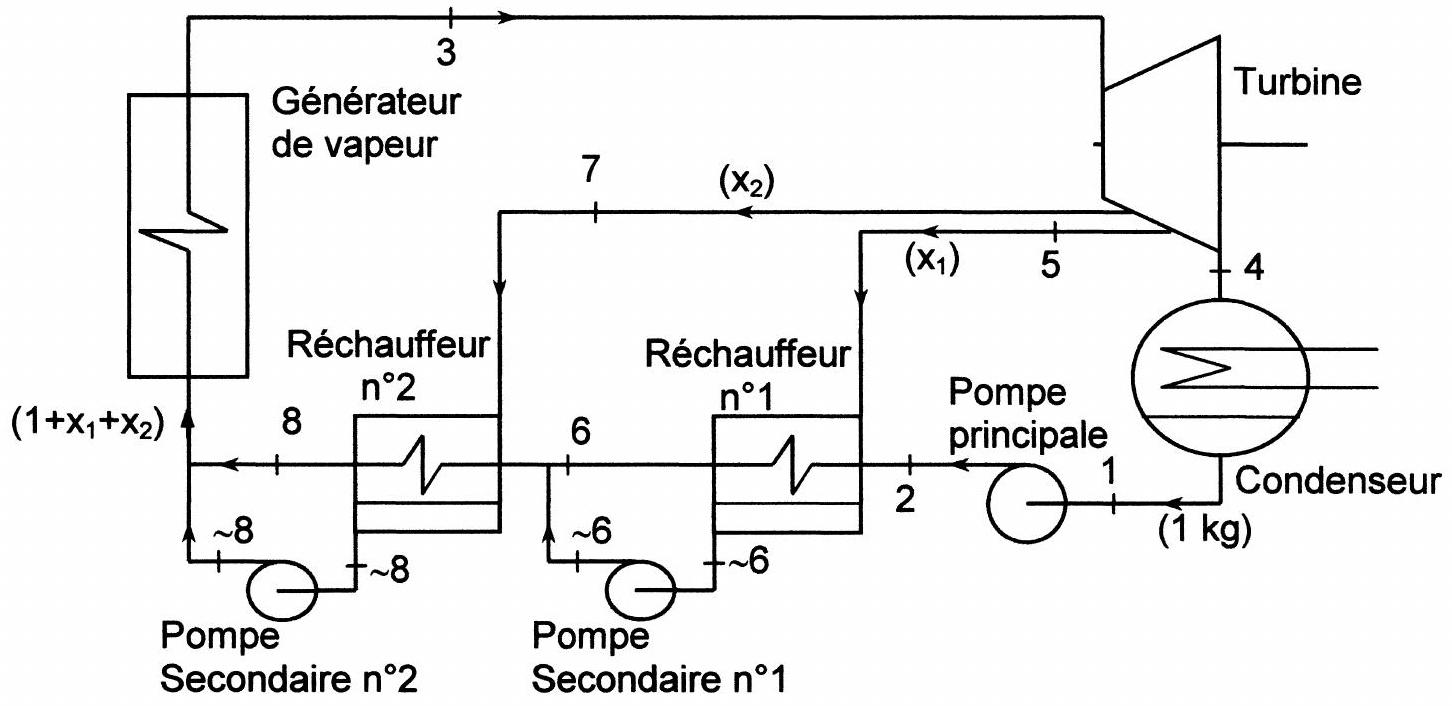 3
Générateur
de vapeur
Turbine
7
(x₂)
(x₁)
5
4
Réchauffeur
n°2
Réchauffeur
n°1
Pompe
principale
(1+x₁+x₂)
8
6
2
1
Condenseur
(1 kg)
~8
~8
~6
~6
Pompe
Secondaire n°2
Pompe
Secondaire n°1